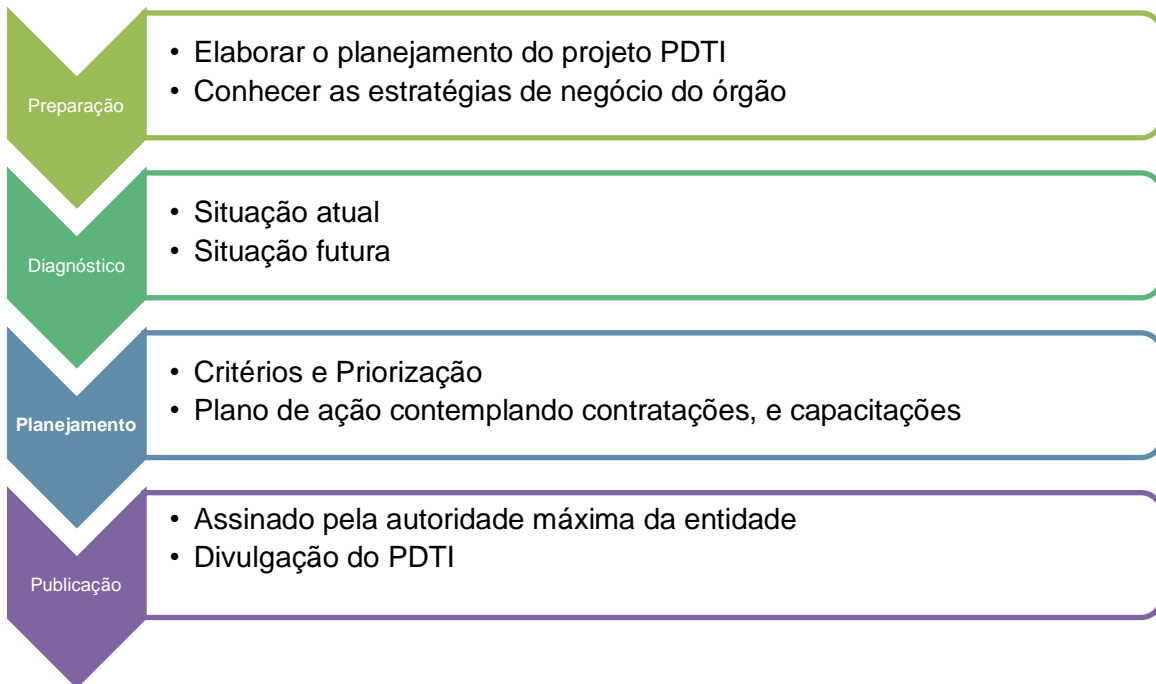 Preparação
• Elaborar o planejamento do projeto PDTI
• Conhecer as estratégias de negócio do órgão
Diagnóstico
• Situação atual
• Situação futura
Planejamento
• Critérios e Priorização
• Plano de ação contemplando contratações, e capacitações
Publicação
• Assinado pela autoridade máxima da entidade
• Divulgação do PDTI